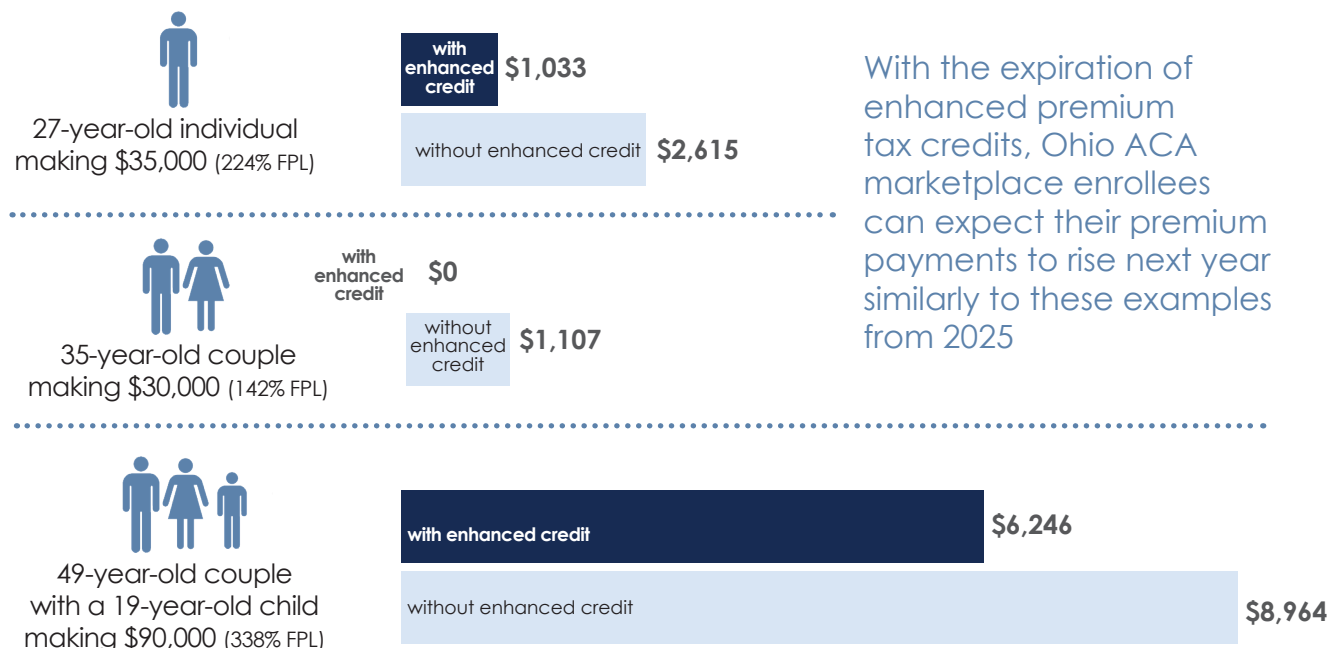 with
enhanced
credit
$1,033
27-year-old individual
making $35,000 (224% FPL)
without enhanced credit
$2,615
With the expiration of
enhanced premium
tax credits, Ohio ACA
marketplace enrollees
can expect their premium
payments to rise next year
similarly to these examples
from 2025
with
enhanced
credit
$0
35-year-old couple
making $30,000 (142% FPL)
without
enhanced
credit
$1,107
49-year-old couple
with a 19-year-old child
making $90,000 (338% FPL)
with enhanced credit
$6,246
without enhanced credit
$8,964